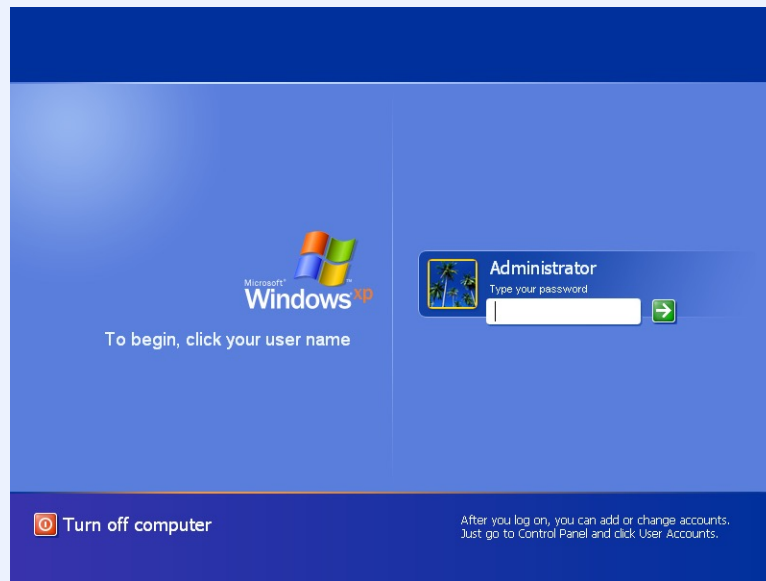 Microsoft®
Windows xp
To begin, click your user name
Administrator
Type your password
Turn off computer
After you log on, you can add or change accounts.
Just go to Control Panel and click User Accounts.